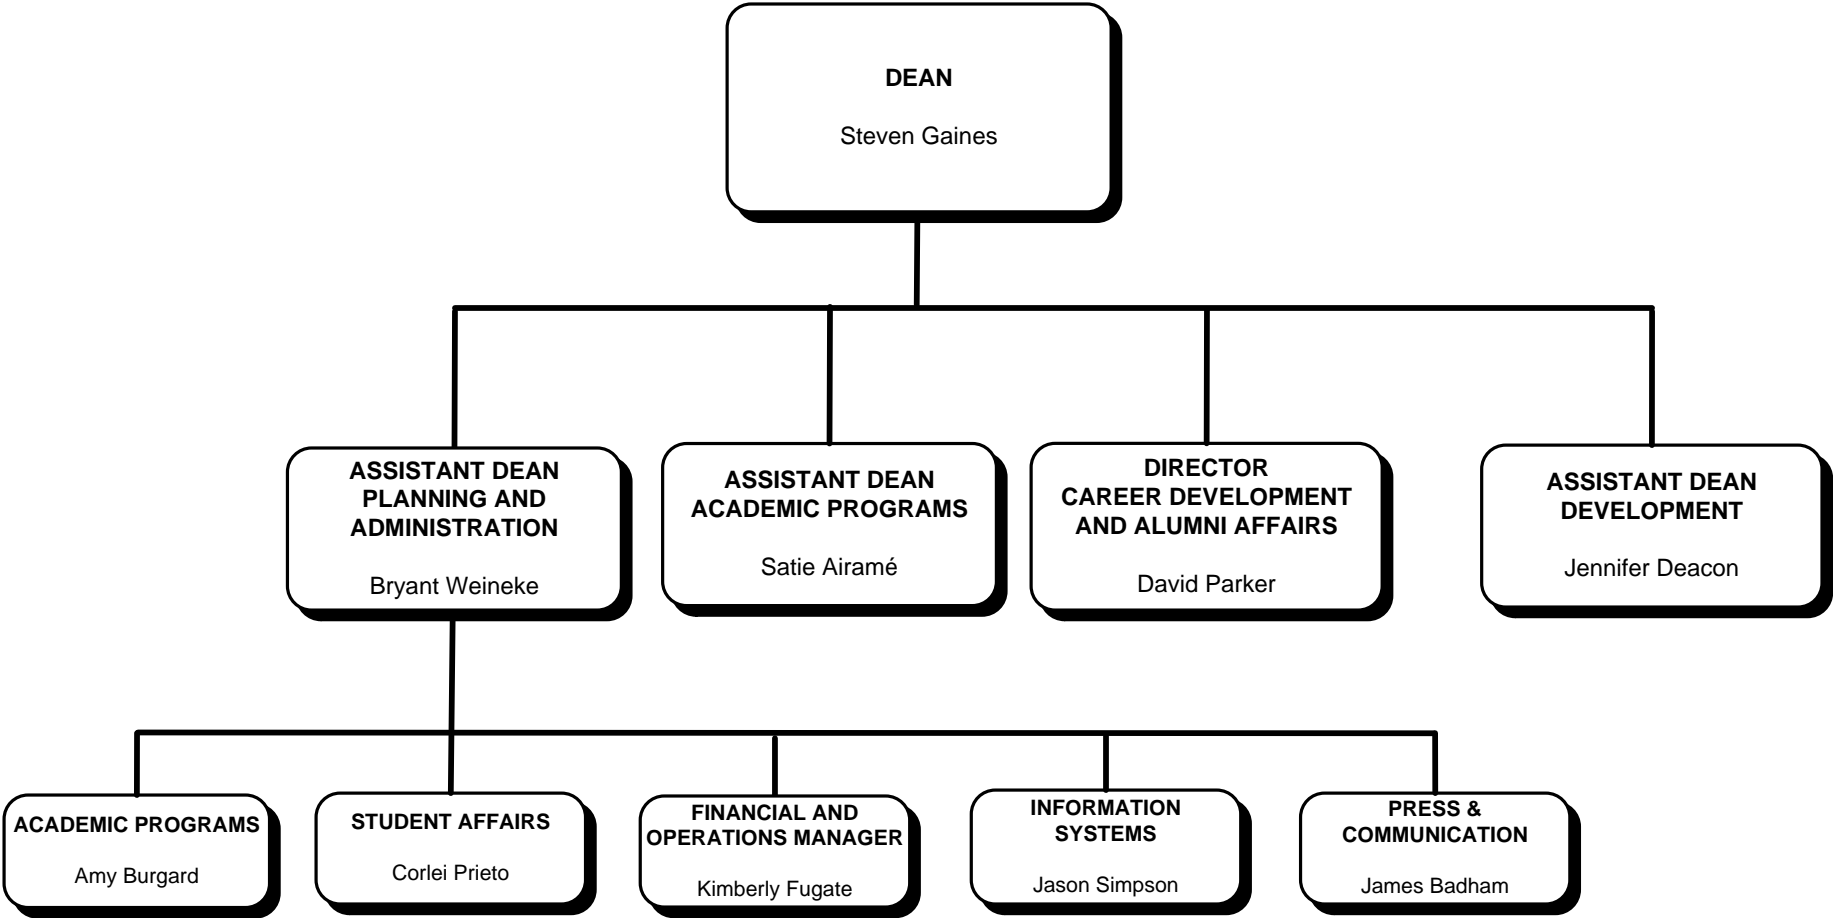 DEAN
Steven Gaines
ASSISTANT DEAN
PLANNING AND
ADMINISTRATION
Bryant Weineke
ASSISTANT DEAN
ACADEMIC PROGRAMS
Satie Airamé
DIRECTOR
CAREER DEVELOPMENT
AND ALUMNI AFFAIRS
David Parker
ASSISTANT DEAN
DEVELOPMENT
Jennifer Deacon
ACADEMIC PROGRAMS
Amy Burgard
STUDENT AFFAIRS
Corlei Prieto
FINANCIAL AND
OPERATIONS MANAGER
Kimberly Fugate
INFORMATION
SYSTEMS
Jason Simpson
PRESS &
COMMUNICATION
James Badham